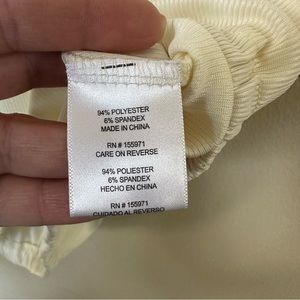 94% POLYESTER
6% SPANDEX
MADE IN CHINA
RN # 155971
CARE ON REVERSE
94% POLIESTER
6% SPANDEX
HECHO EN CHINA
RN # 155971
CUIDADO AL REVERSO